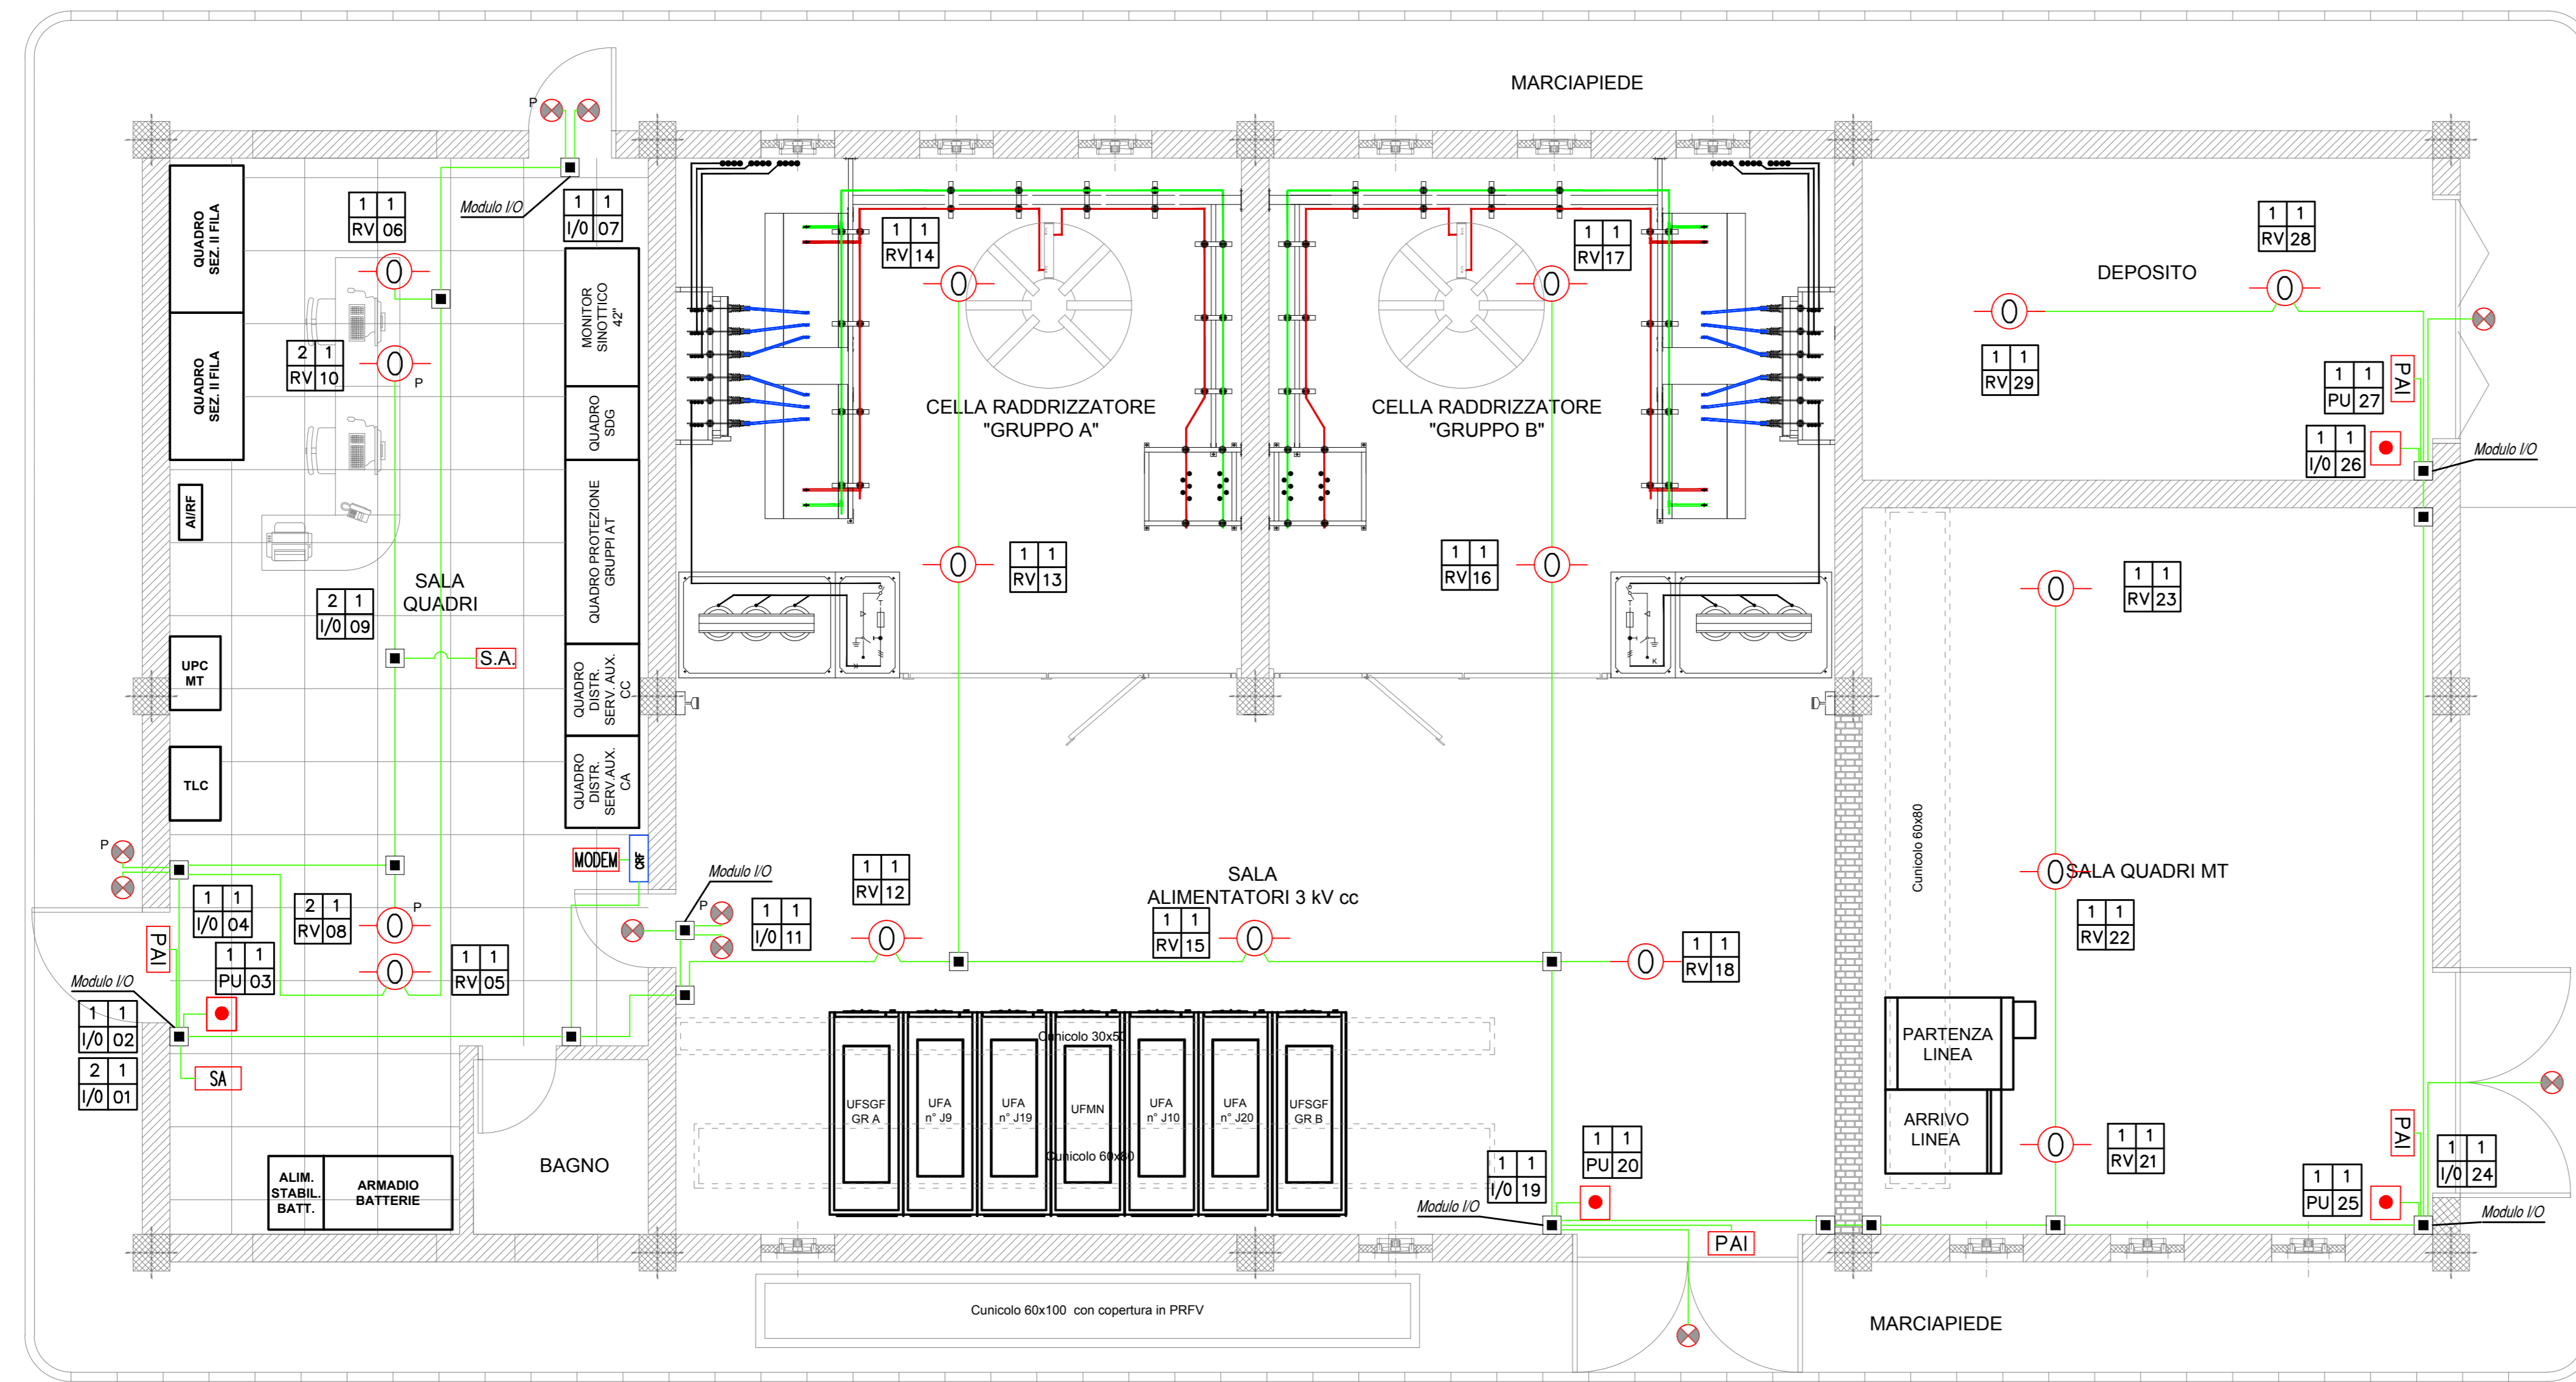 MARCIAPIEDE
P
1 1
RV 06
Modulo I/O
1 1
I/0 07
QUADRO
SEZ. II FILA
QUADRO
SEZ. II FILA
2 1
RV 10
P
MONITOR
SINOTTICO
42"
QUADRO
SDG
QUADRO PROTEZIONE
GRUPPI AT
QUADRO
DISTR.
SERV. AUX.
CC
QUADRO
DISTR.
SERV.AUX.
CA
AI/RF
SALA
QUADRI
2 1
I/0 09
S.A.
UPC
MT
TLC
MODEM
CRF
P
1 1
I/0 04
2 1
RV 08
P
PAI
1 1
PU 03
1 1
RV 05
Modulo I/O
1 1
I/0 02
2 1
I/0 01
SA
ALIM.
STABIL.
BATT.
ARMADIO
BATTERIE
BAGNO
1 1
RV 14
CELLA RADDRIZZATORE
"GRUPPO A"
1 1
RV 13
1 1
RV 17
CELLA RADDRIZZATORE
"GRUPPO B"
1 1
RV 16
K
Modulo I/O
P
1 1
I/0 11
1 1
RV 12
SALA
ALIMENTATORI 3 kV cc
1 1
RV 15
1 1
RV 18
Cunicolo 30x50
UFSGF
GR A
UFA
n° J9
UFA
n° J19
UFMN
UFA
n° J10
UFA
n° J20
UFSGF
GR B
Cunicolo 60x80
1 1
I/0 19
1 1
PU 20
Modulo I/O
PAI
Cunicolo 60x100 con copertura in PRFV
MARCIAPIEDE
1 1
RV 28
DEPOSITO
1 1
RV 29
1 1
PU 27
PAI
1 1
I/0 26
Modulo I/O
1 1
RV 23
Cunicolo 60x80
SALA QUADRI MT
1 1
RV 22
PARTENZA
LINEA
ARRIVO
LINEA
1 1
RV 21
PAI
1 1
I/0 24
1 1
PU 25
Modulo I/O